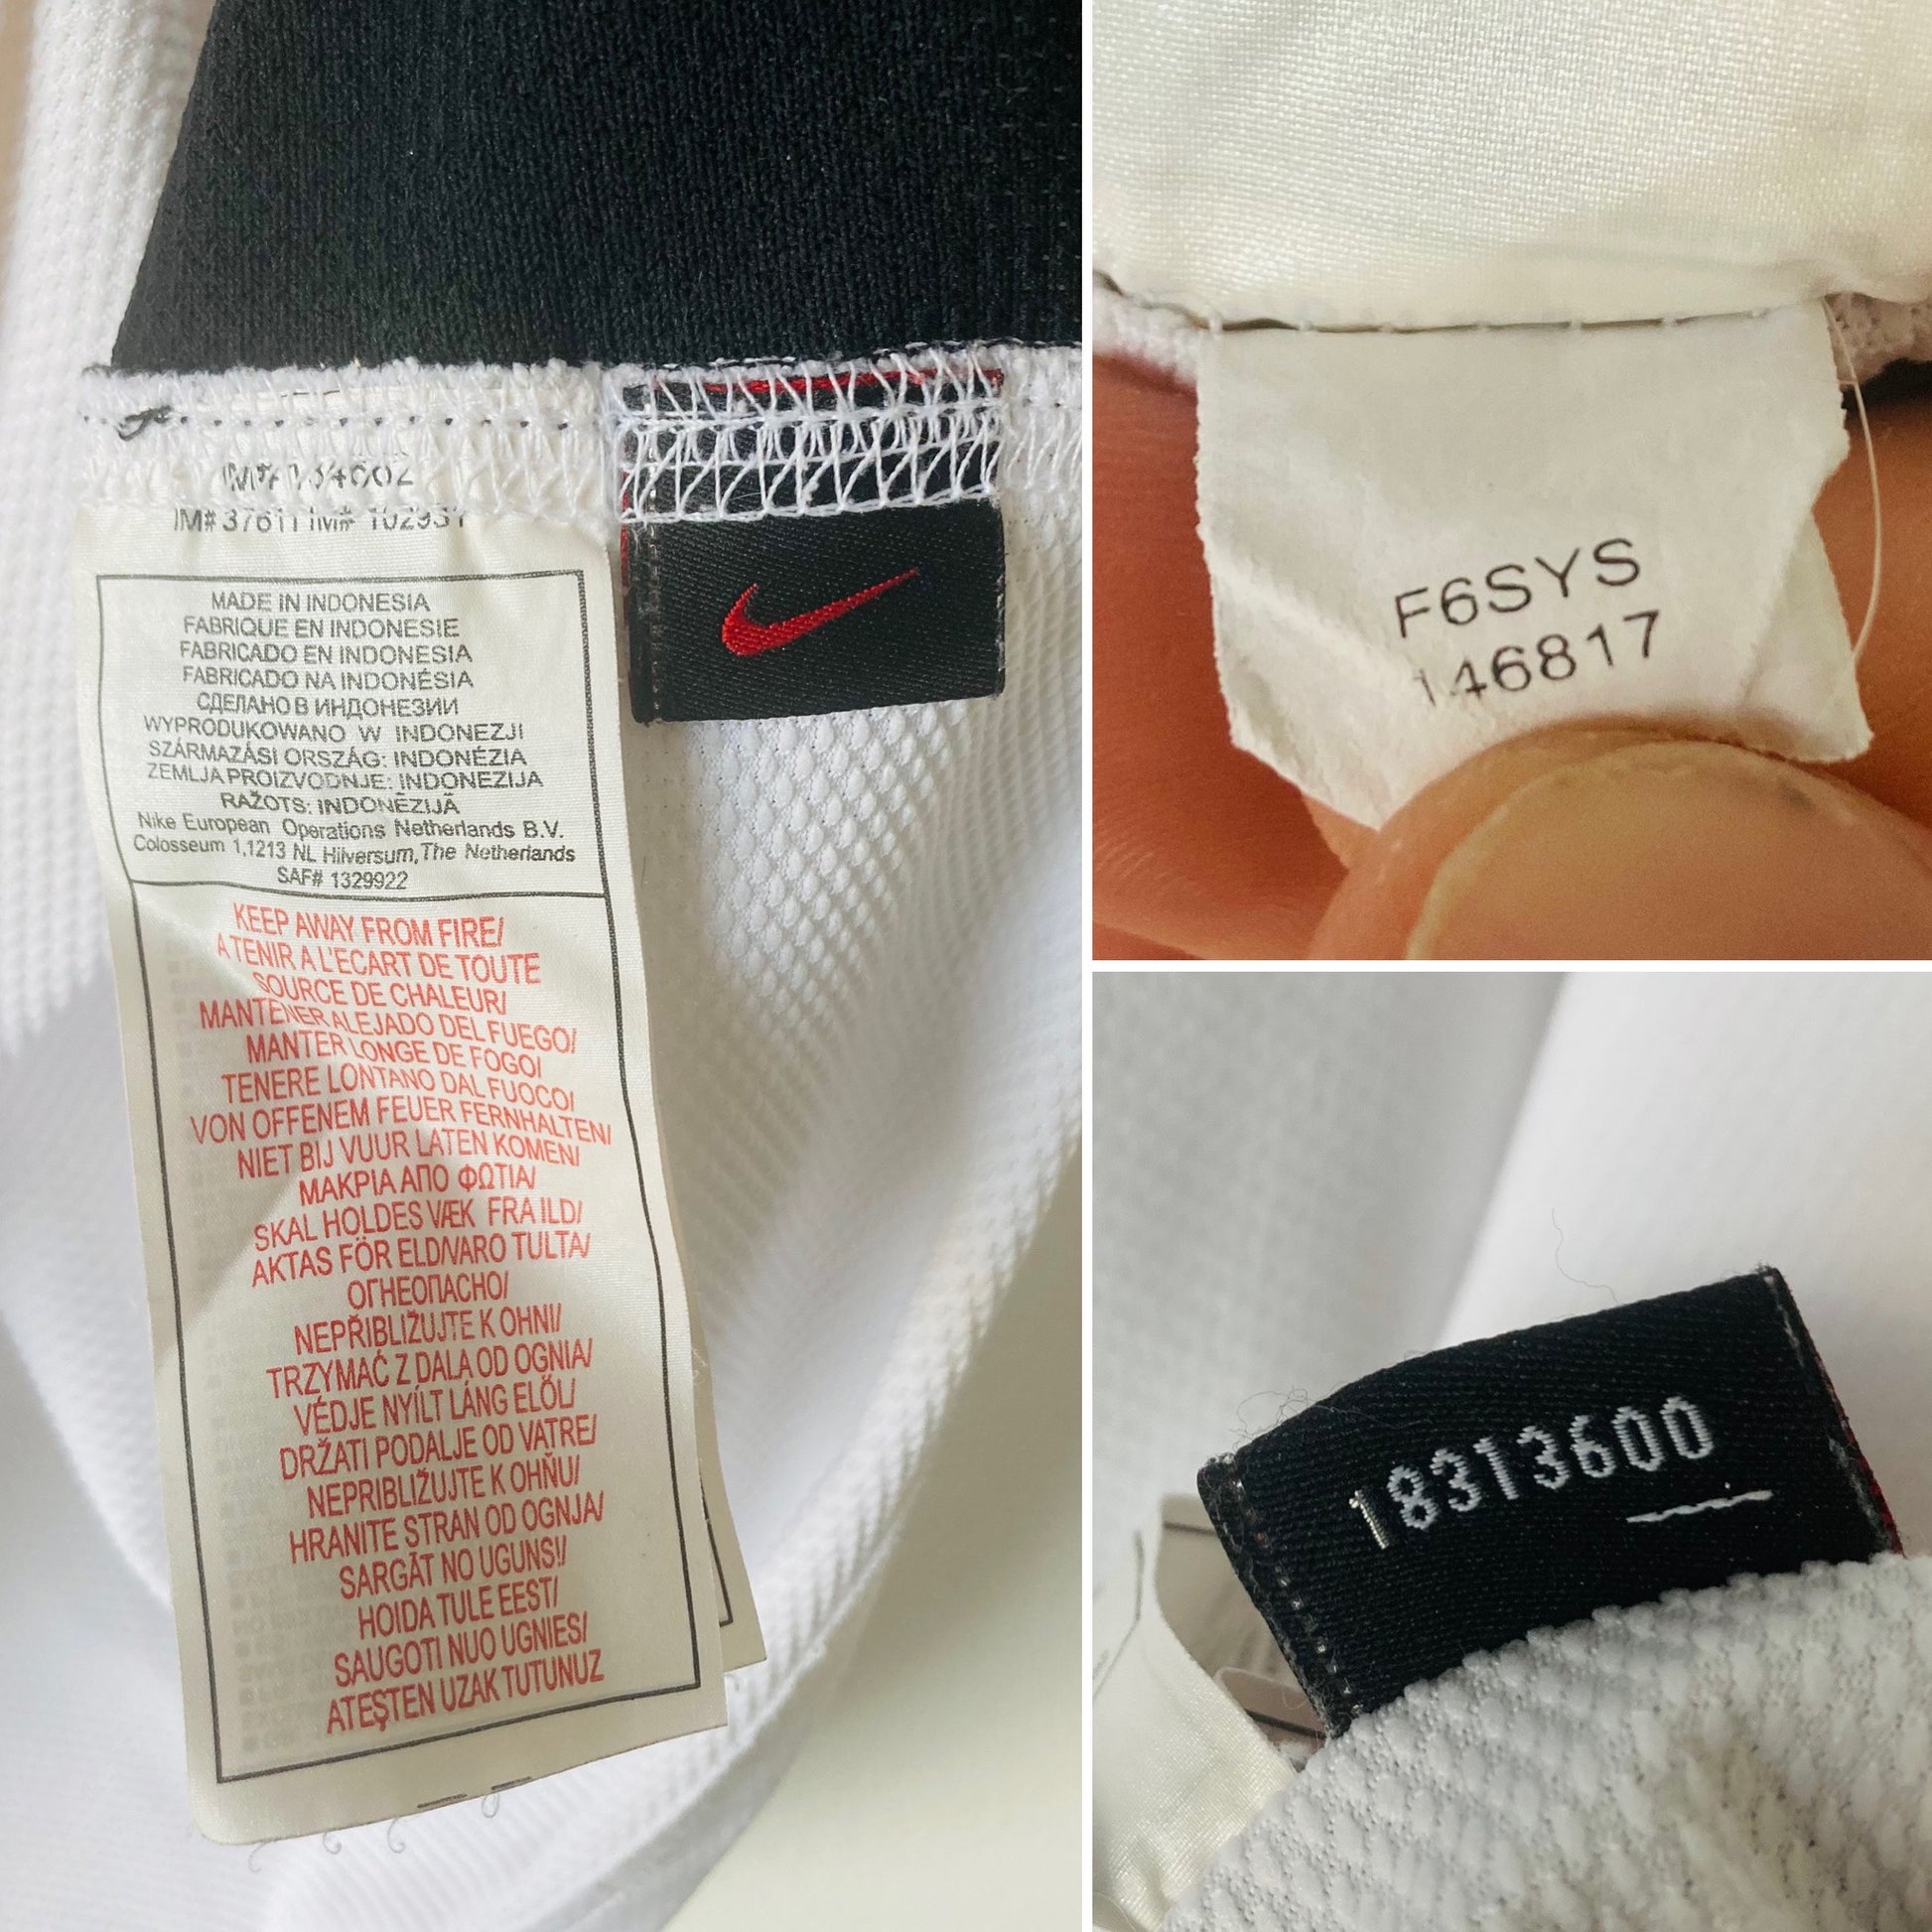 IM# 37611 IM# 102931
MADE IN INDONESIA
FABRIQUE EN INDONESIE
FABRICADO EN INDONESIA
FABRICADO NA INDONÉSIA
СДЕЛАНО В ИНДОНЕЗИИ
WYPRODUKOWANO W INDONEZJI
SZÁRMAZÁSI ORSZÁG: INDONÉZIA
ZEMLJA PROIZVODNJE: INDONEZIJA
RAŽOTS: INDONĒZIJĀ
Nike European Operations Netherlands B.V.
Colosseum 1,1213 NL Hilversum, The Netherlands
SAF# 1329922
KEEP AWAY FROM FIRE/
A TENIR A L'ECART DE TOUTE
SOURCE DE CHALEUR/
MANTENER ALEJADO DEL FUEGO/
MANTER LONGE DE FOGO/
TENERE LONTANO DAL FUOCO/
VON OFFENEM FEUER FERNHALTEN/
NIET BIJ VUUR LATEN KOMEN/
ΜΑΚΡΙΑ ΑΠΟ ΦΩΤΙΑ/
SKAL HOLDES VÆK FRA ILD/
AKTAS FÖR ELD/VARO TULTA/
ОГНЕОПАСНО/
NEPŘIBLIŽUJTE K OHNI/
TRZYMAĆ Z DALA OD OGNIA/
VÉDJE NYÍLT LÁNG ELŐL/
DRŽATI PODALJE OD VATRE/
NEPRIBLIŽUJTE K OHŇU/
HRANITE STRAN OD OGNJA/
SARGĀT NO UGUNS!/
HOIDA TULE EEST/
SAUGOTI NUO UGNIES/
ATEŞTEN UZAK TUTUNUZ
F6SYS
146817
18313600